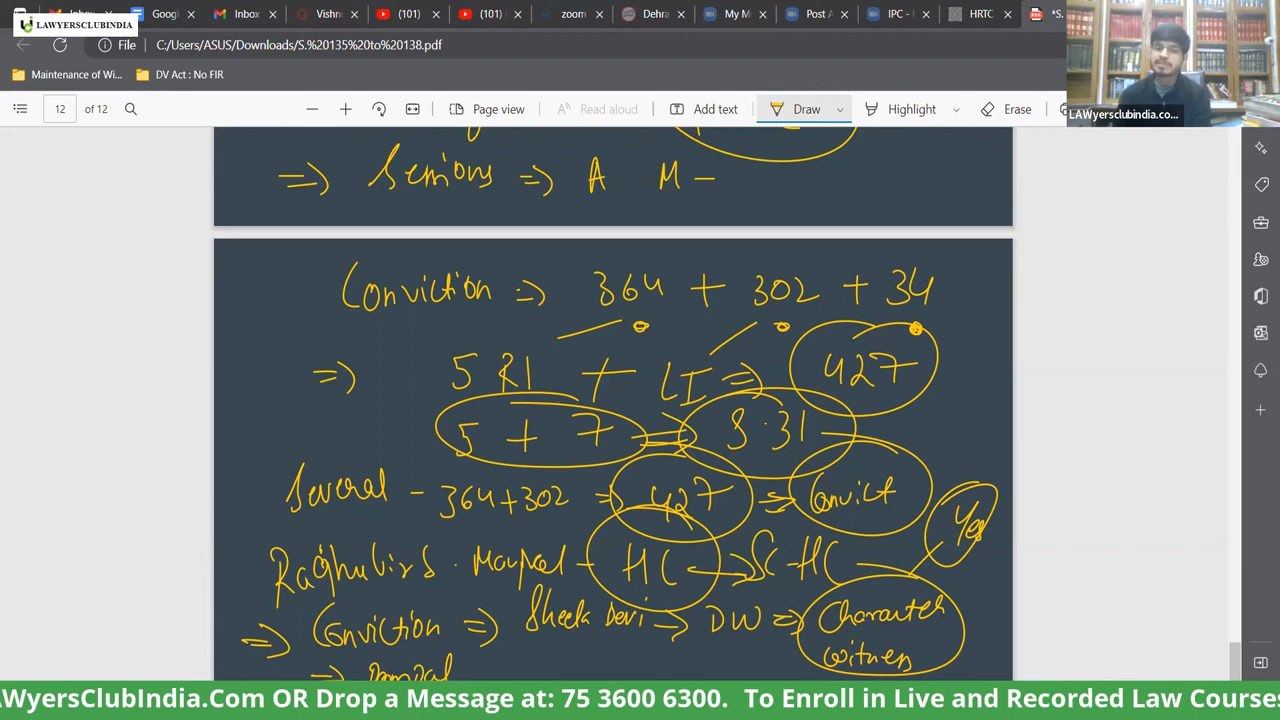 LAWYERSCLUBINDIA
Inbox
Googl
Inbox
Vishn
(101)
(101)
Dehra
My W
Post .
IPC -
HRTC
*S.
File
C:/Users/ASUS/Downloads/S.%20135%20to%20138.pdf
Maintenance of Wi...
DV Act : No FIR
LAWyersclubindia.co...
12 of 12
Page view
Read aloud
Add text
Draw
Highlight
Erase
=> Seniors => A M -
Conviction => 364 + 302 + 34
=> 5 RI + LI => 427
5 + 7 => S.31
Several - 364+302 => 427 => Convict
Raghubir S. - HC -> SC - HC Yes
=> Conviction => Sheela Devi -> DW => Character witness
=>
AwyersClubIndia.Com OR Drop a Message at: 75 3600 6300. To Enroll in Live and Recorded Law Courses